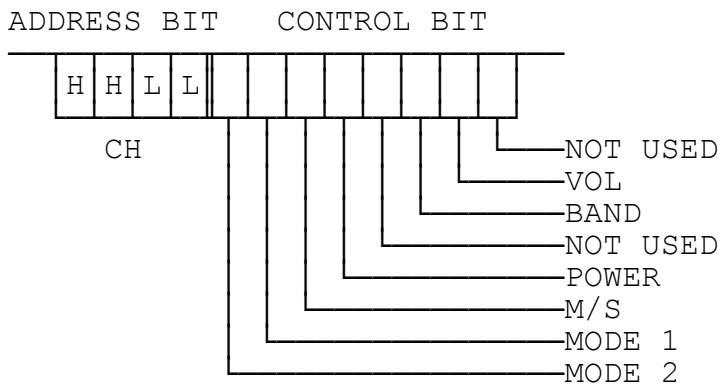 ADDRESS BIT CONTROL BIT
H H L L
CH
NOT USED
VOL
BAND
NOT USED
POWER
M/S
MODE 1
MODE 2